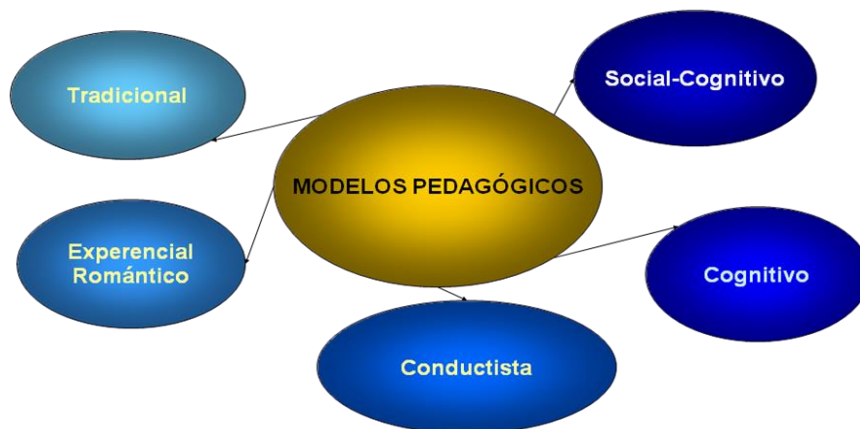 Tradicional
Social-Cognitivo
MODELOS PEDAGÓGICOS
Experencial
Romántico
Cognitivo
Conductista